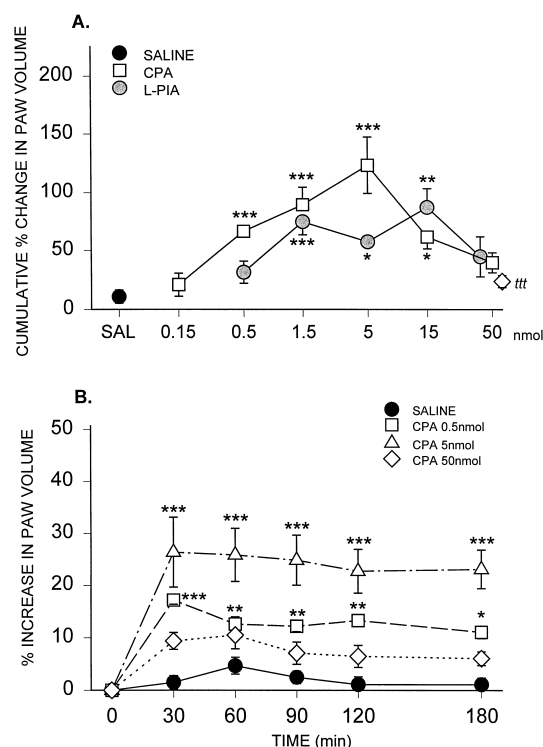 A.
CUMULATIVE % CHANGE IN PAW VOLUME
SALINE
CPA
L-PIA
200
150
100
50
0
***
***
***
***
*
**
*
ttt
SAL 0.15 0.5 1.5 5 15 50 nmol
B.
% INCREASE IN PAW VOLUME
SALINE
CPA 0.5nmol
CPA 5nmol
CPA 50nmol
50
40
30
20
10
0
*** *** *** *** ***
*** ** ** ** *
0 30 60 90 120 180
TIME (min)